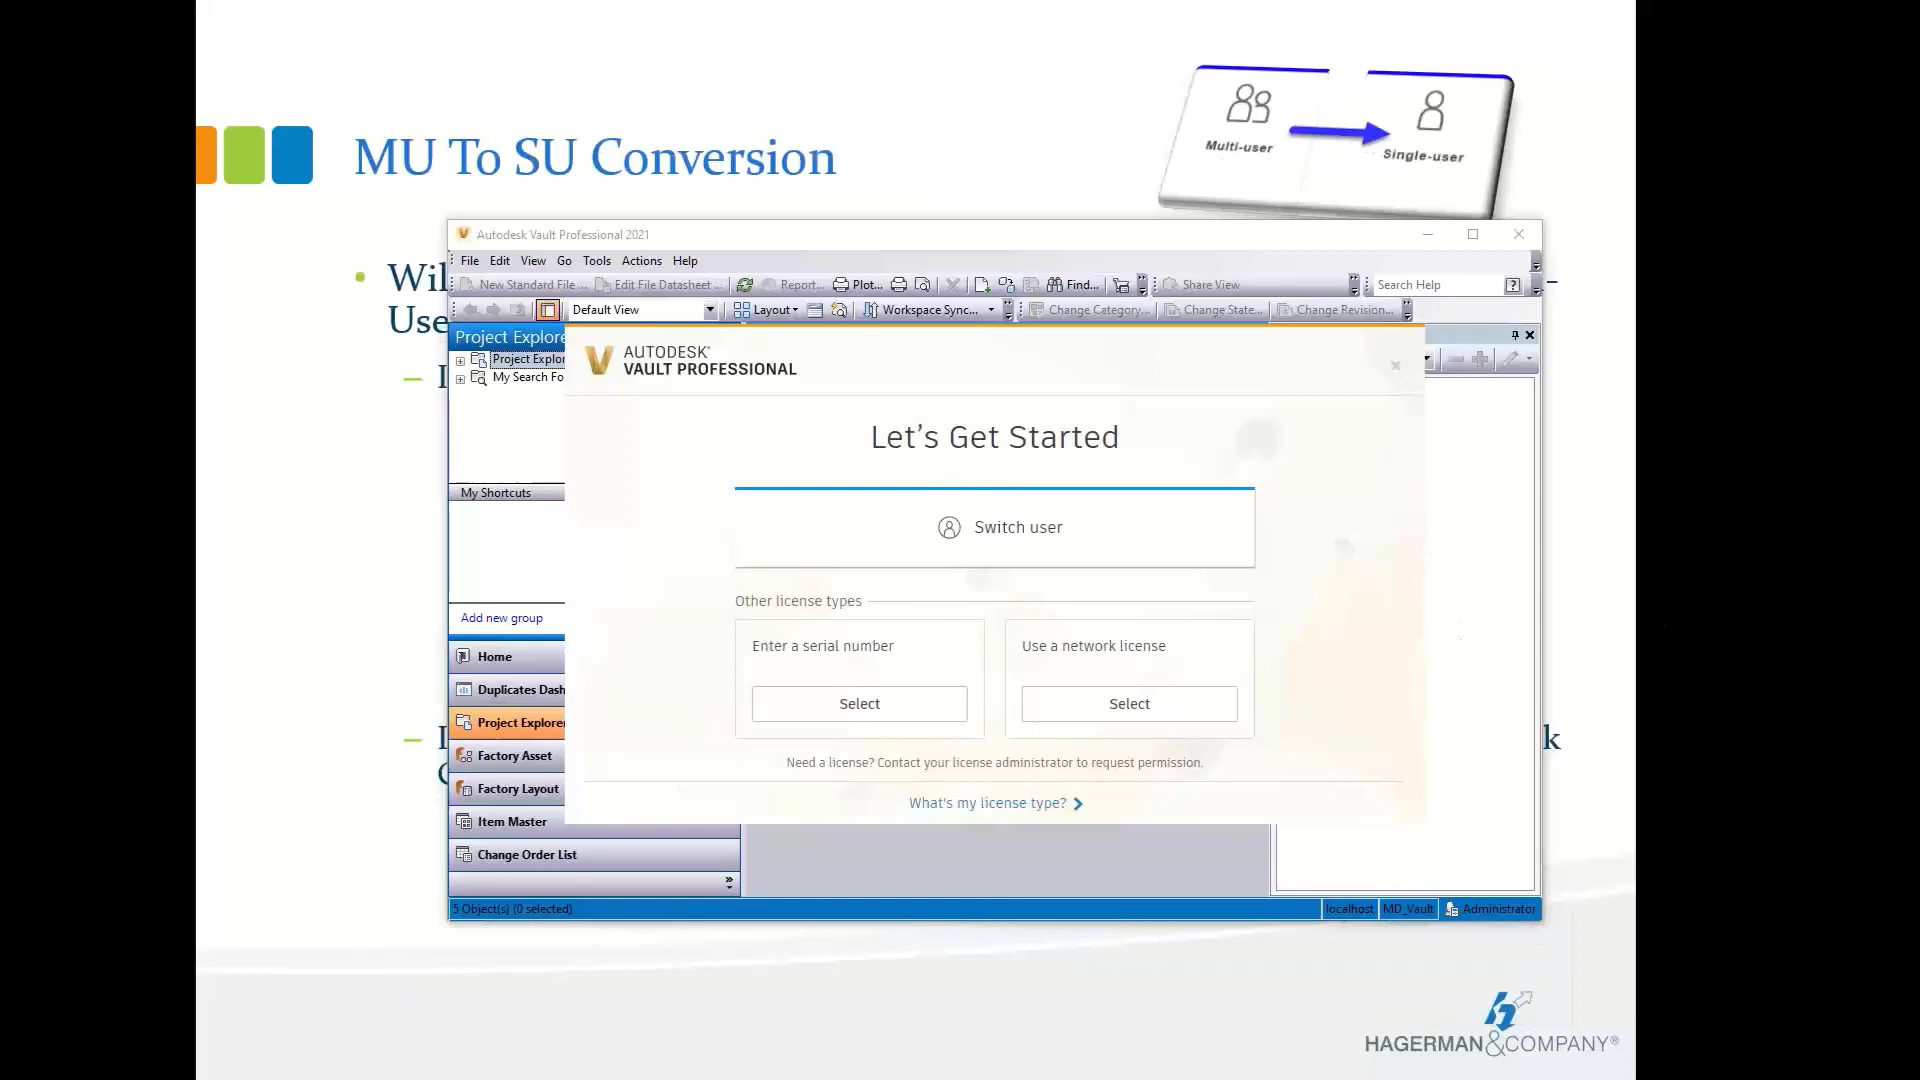 MU To SU Conversion
Multi-user
Single-user
Autodesk Vault Professional 2021
File Edit View Go Tools Actions Help
New Standard File ... Edit File Datasheet ... Report... Plot... Find... Share View Search Help
Default View Layout Workspace Sync... Change Category... Change State... Change Revision...
Project Explore
Project Explor
My Search Fo
My Shortcuts
Add new group
Home
Duplicates Dash
Project Explorer
Factory Asset
Factory Layout
Item Master
Change Order List
AUTODESK®
VAULT PROFESSIONAL
Let's Get Started
Switch user
Other license types
Enter a serial number
Select
Use a network license
Select
Need a license? Contact your license administrator to request permission.
What's my license type?
5 Object(s) (0 selected)
localhost MD_Vault Administrator
HAGERMAN&COMPANY®